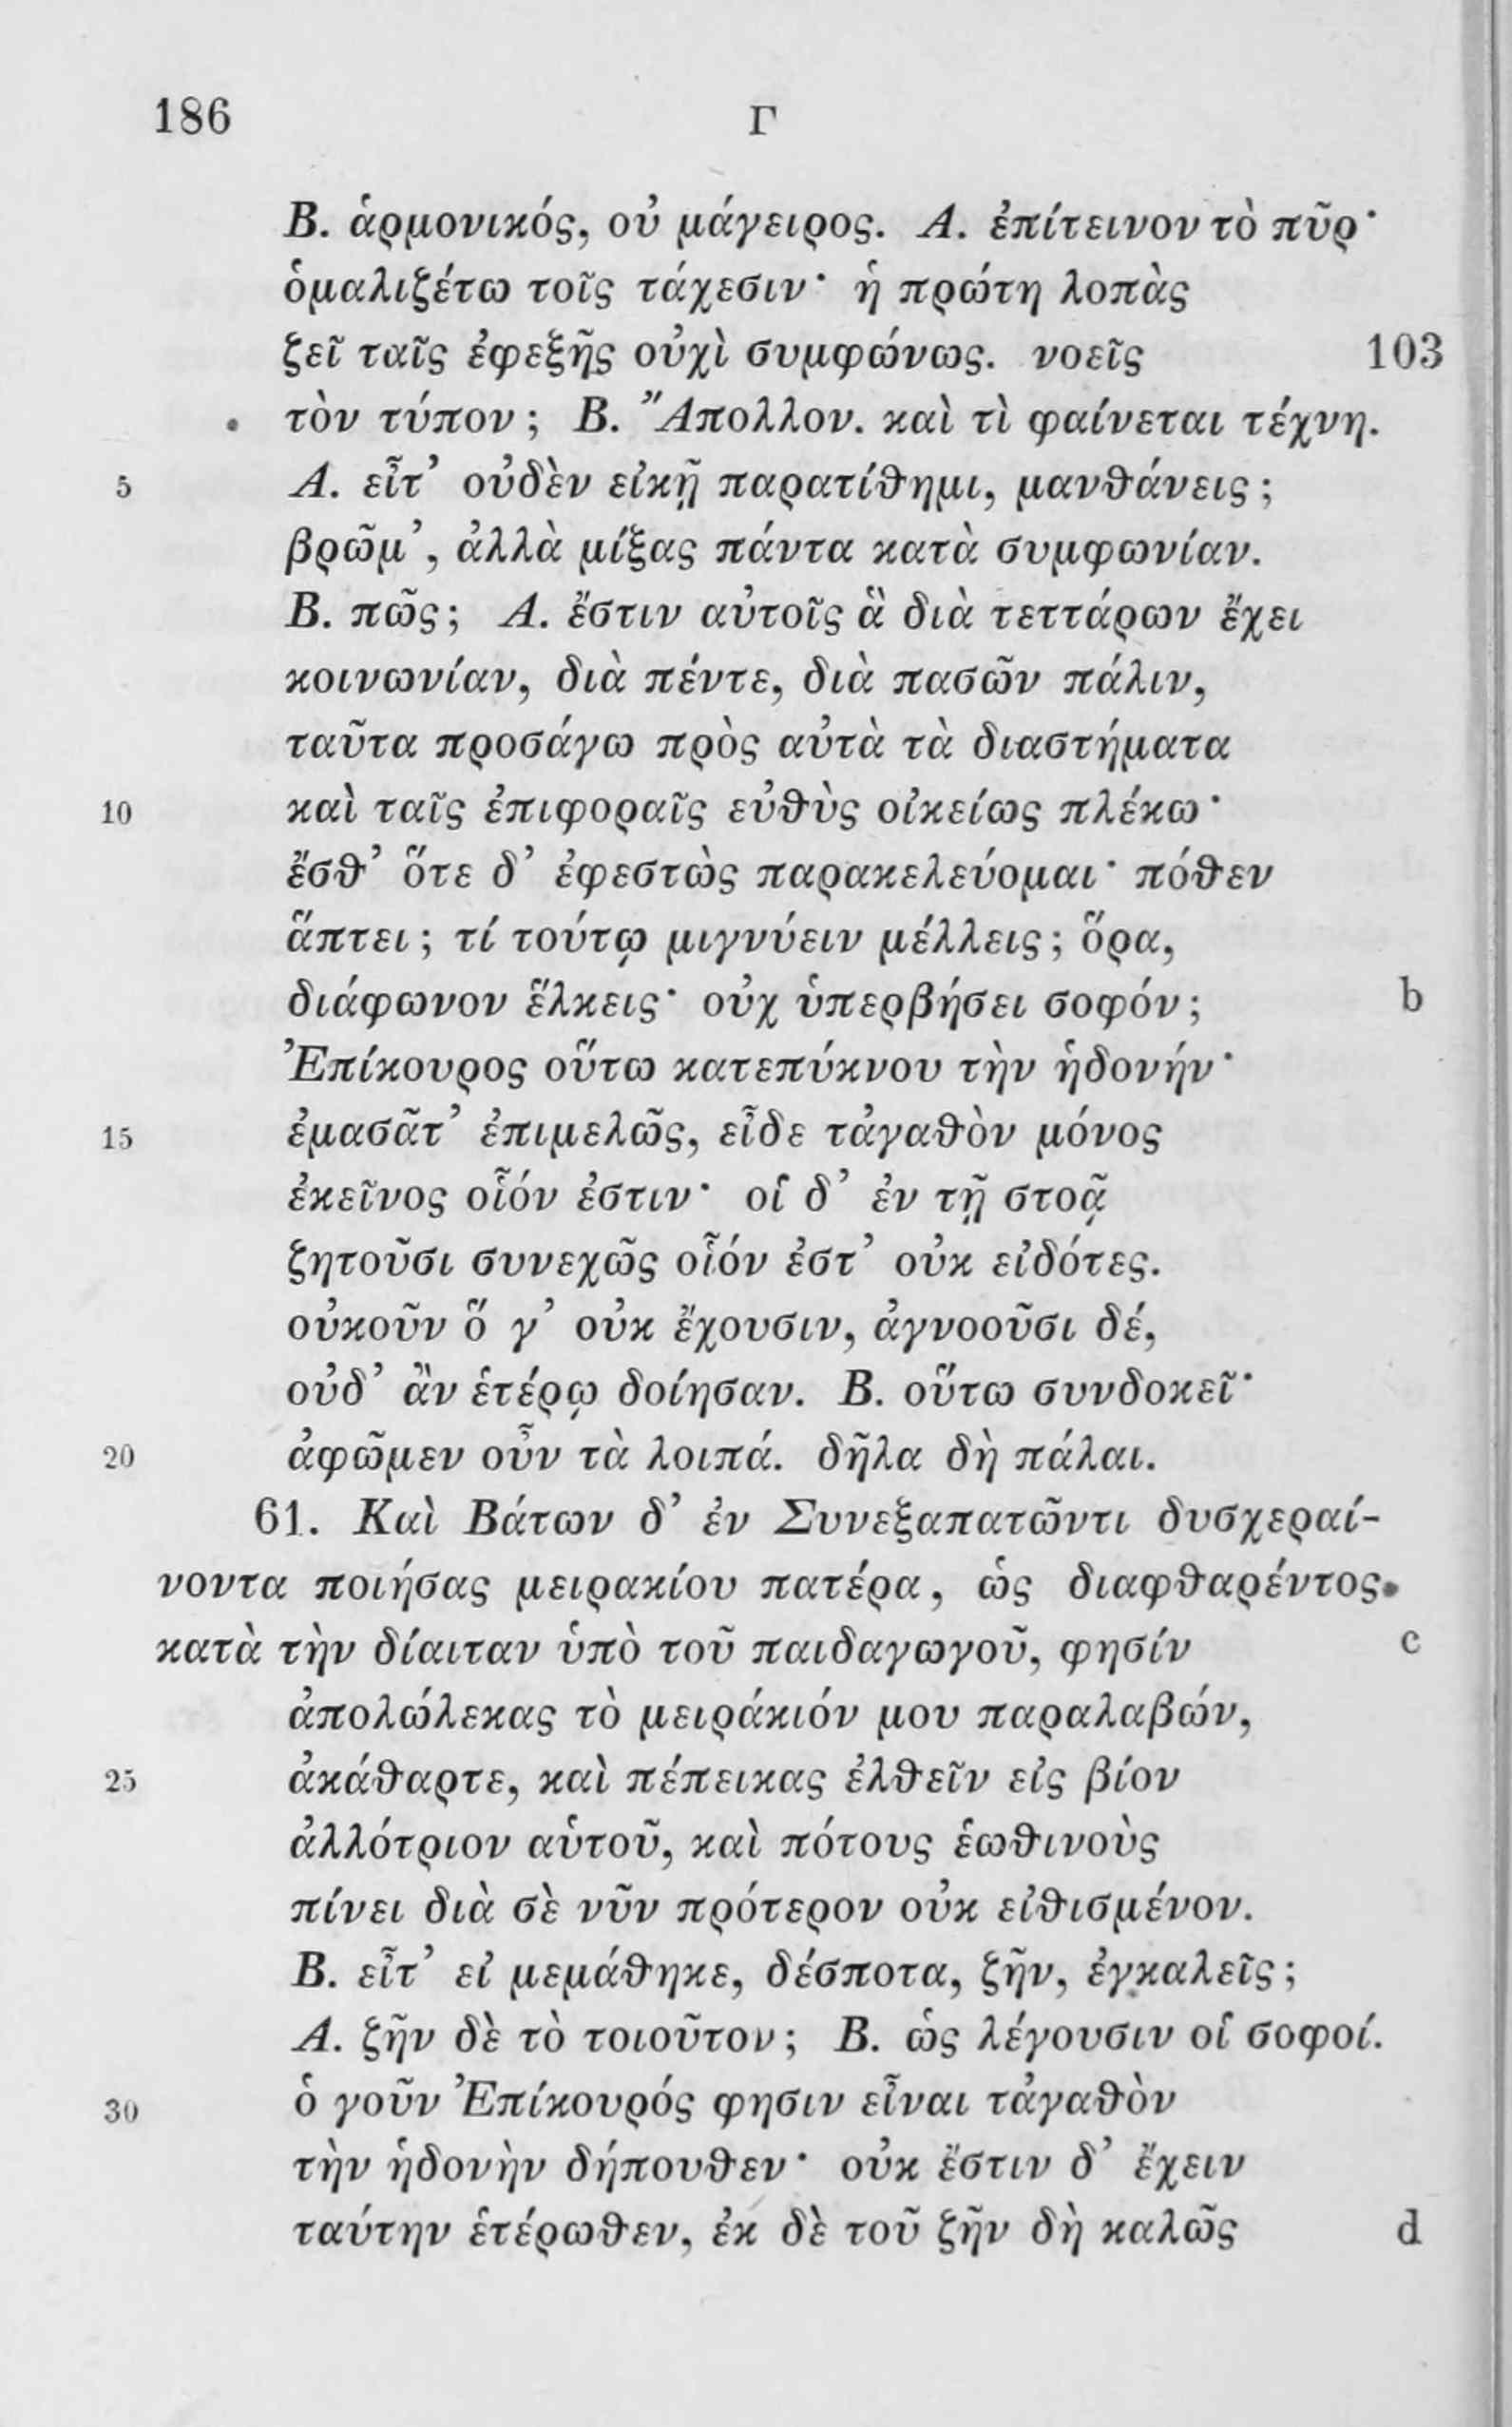 186 Γ
Β. ἁρμονικός, οὐ μάγειρος. Α. ἐπίτεινον τὸ πῦρ·
ὁμαλιζέτω τοῖς τάχεσιν· ἡ πρώτη λοπὰς
ζεῖ ταῖς ἐφεξῆς οὐχὶ συμφώνως. νοεῖς 103
τὸν τύπον; Β. Ἄπολλον. καὶ τὶ φαίνεται τέχνη.
5 Α. εἶτ’ οὐδὲν εἰκῇ παρατίθημι, μανθάνεις;
βρῶμ’, ἀλλὰ μίξας πάντα κατὰ συμφωνίαν.
Β. πῶς; Α. ἔστιν αὐτοῖς ἃ διὰ τεττάρων ἔχει
κοινωνίαν, διὰ πέντε, διὰ πασῶν πάλιν,
ταῦτα προσάγω πρὸς αὐτὰ τὰ διαστήματα
10 καὶ ταῖς ἐπιφοραῖς εὐθὺς οἰκείως πλέκω·
ἔσθ’ ὅτε δ’ ἐφεστὼς παρακελεύομαι· πόθεν
ἅπτει; τί τούτῳ μιγνύειν μέλλεις; ὅρα,
διάφωνον ἕλκεις· οὐχ ὑπερβήσει σοφόν; b
Ἐπίκουρος οὕτω κατεπύκνου τὴν ἡδονήν·
15 ἐμασᾶτ’ ἐπιμελῶς, εἶδε τἀγαθὸν μόνος
ἐκεῖνος οἷόν ἐστιν· οἱ δ’ ἐν τῇ στοᾷ
ζητοῦσι συνεχῶς οἷόν ἐστ’ οὐκ εἰδότες.
οὐκοῦν ὅ γ’ οὐκ ἔχουσιν, ἀγνοοῦσι δέ,
οὐδ’ ἂν ἑτέρῳ δοίησαν. Β. οὕτω συνδοκεῖ·
20 ἀφῶμεν οὖν τὰ λοιπά. δῆλα δὴ πάλαι.
61. Καὶ Βάτων δ’ ἐν Συνεξαπατῶντι δυσχεραί-
νοντα ποιήσας μειρακίου πατέρα, ὡς διαφθαρέντος
κατὰ τὴν δίαιταν ὑπὸ τοῦ παιδαγωγοῦ, φησίν c
ἀπολώλεκας τὸ μειράκιόν μου παραλαβών,
25 ἀκάθαρτε, καὶ πέπεικας ἐλθεῖν εἰς βίον
ἀλλότριον αὑτοῦ, καὶ πότους ἑωθινοὺς
πίνει διὰ σὲ νῦν πρότερον οὐκ εἰθισμένον.
Β. εἶτ’ εἰ μεμάθηκε, δέσποτα, ζῆν, ἐγκαλεῖς;
Α. ζῆν δὲ τὸ τοιοῦτον; Β. ὡς λέγουσιν οἱ σοφοί.
30 ὁ γοῦν Ἐπίκουρός φησιν εἶναι τἀγαθὸν
τὴν ἡδονὴν δήπουθεν· οὐκ ἔστιν δ’ ἔχειν
ταύτην ἑτέρωθεν, ἐκ δὲ τοῦ ζῆν δὴ καλῶς d